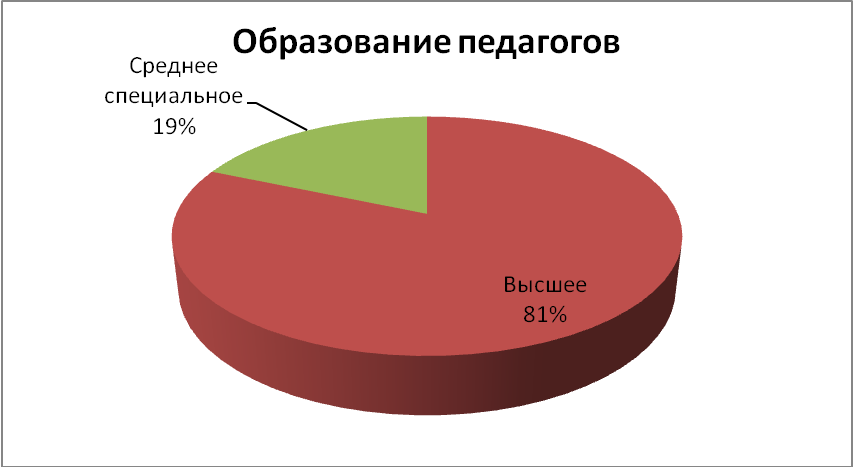 Образование педагогов
Среднее
специальное
19%
Высшее
81%